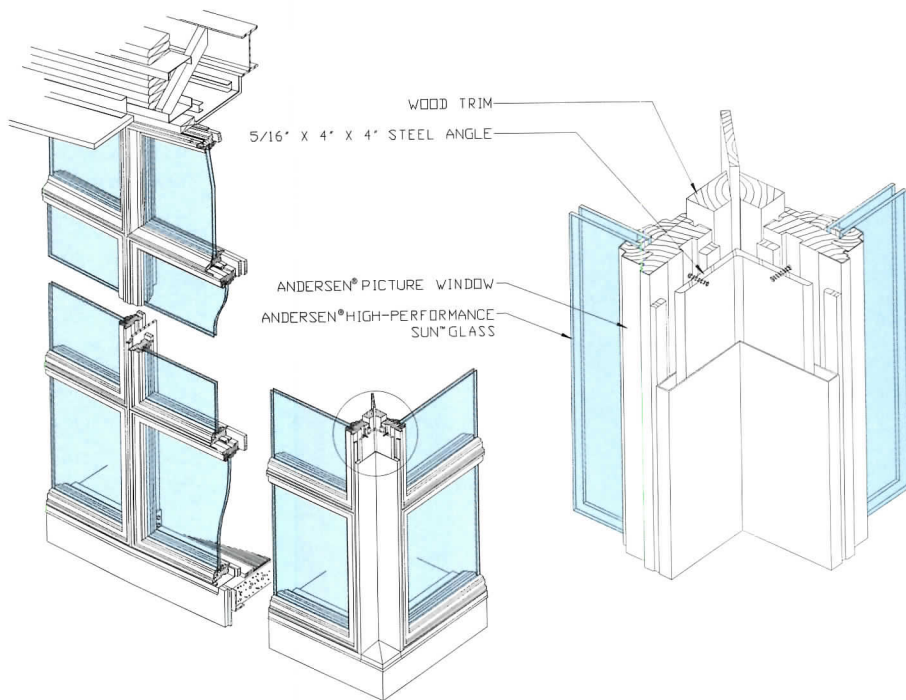 WOOD TRIM
5/16" X 4" X 4" STEEL ANGLE
ANDERSEN® PICTURE WINDOW
ANDERSEN® HIGH-PERFORMANCE
SUN™ GLASS